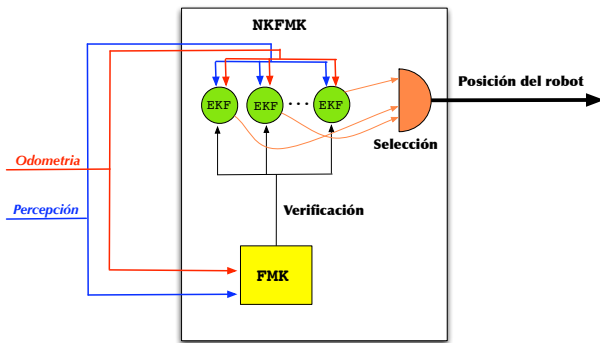 NKFMK
EKF
EKF
...
EKF
Posición del robot
Selección
Odometria
Percepción
Verificación
FMK